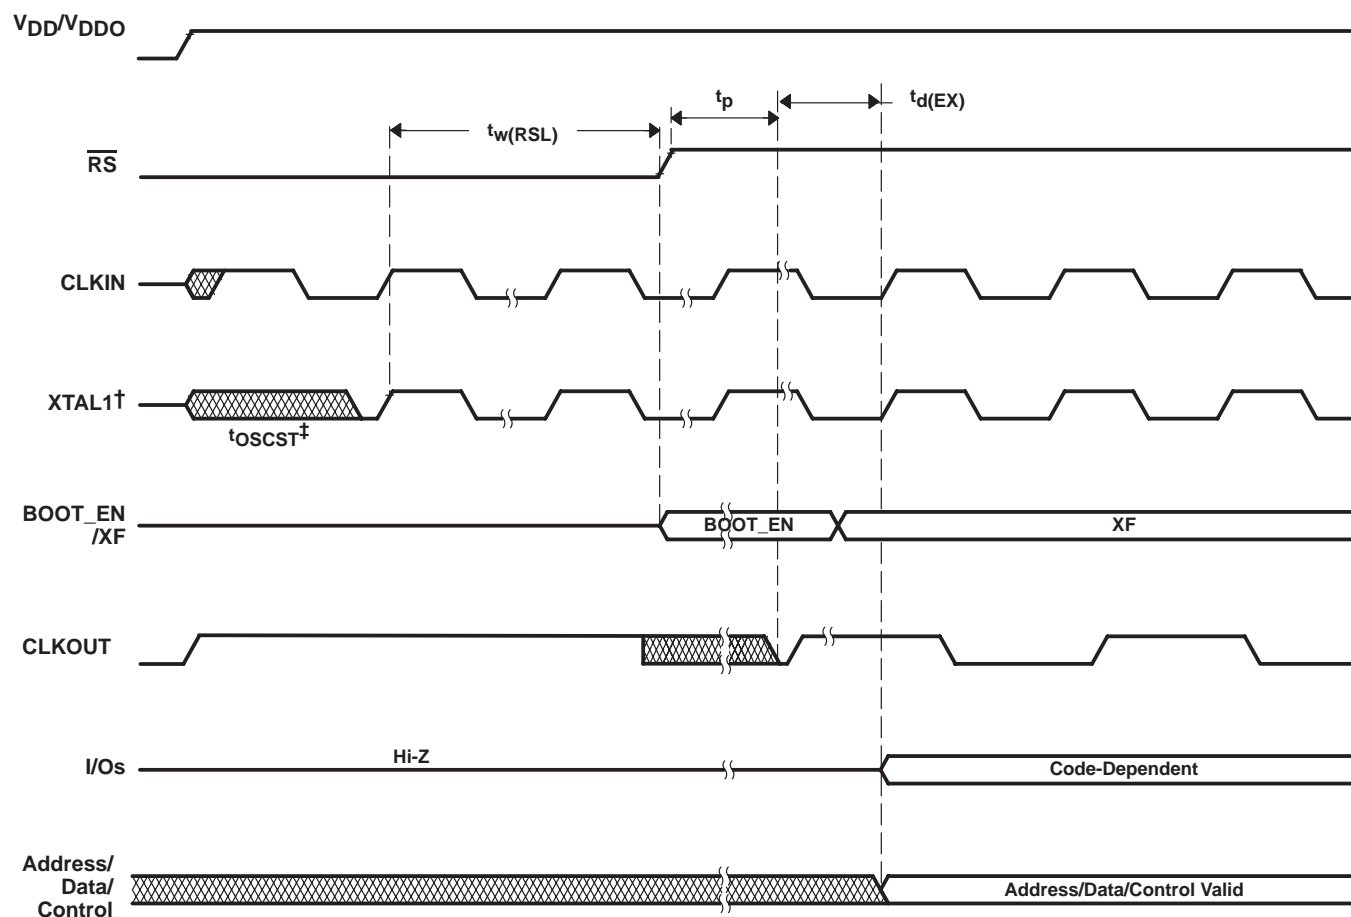 VDD/VDDO
tp
td(EX)
tw(RSL)
RS
CLKIN
XTAL1†
tOSCST‡
BOOT_EN
/XF
BOOT_EN
XF
CLKOUT
Hi-Z
I/Os
Code-Dependent
Address/
Data/
Control
Address/Data/Control Valid